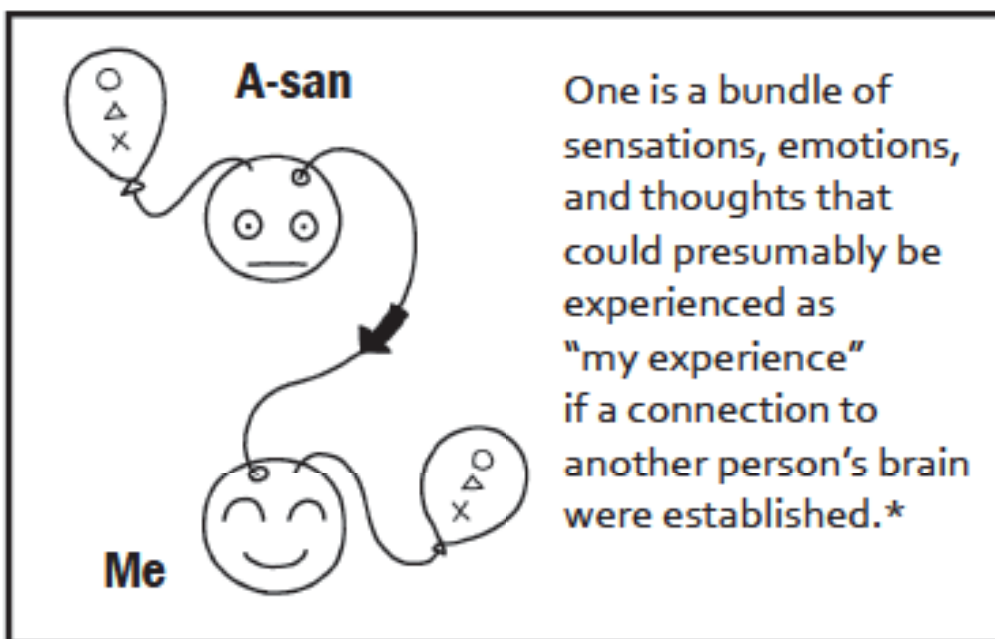 A-san
One is a bundle of
sensations, emotions,
and thoughts that
could presumably be
experienced as
“my experience”
if a connection to
another person’s brain
were established.*
Me